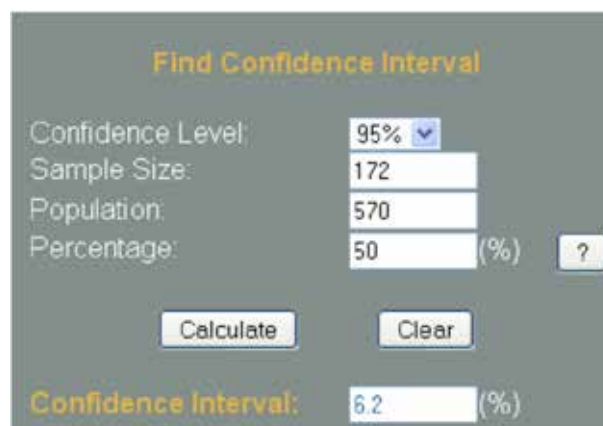 Find Confidence Interval
Confidence Level: 95%
Sample Size: 172
Population: 570
Percentage: 50 (%) ?
Calculate Clear
Confidence Interval: 6.2 (%)